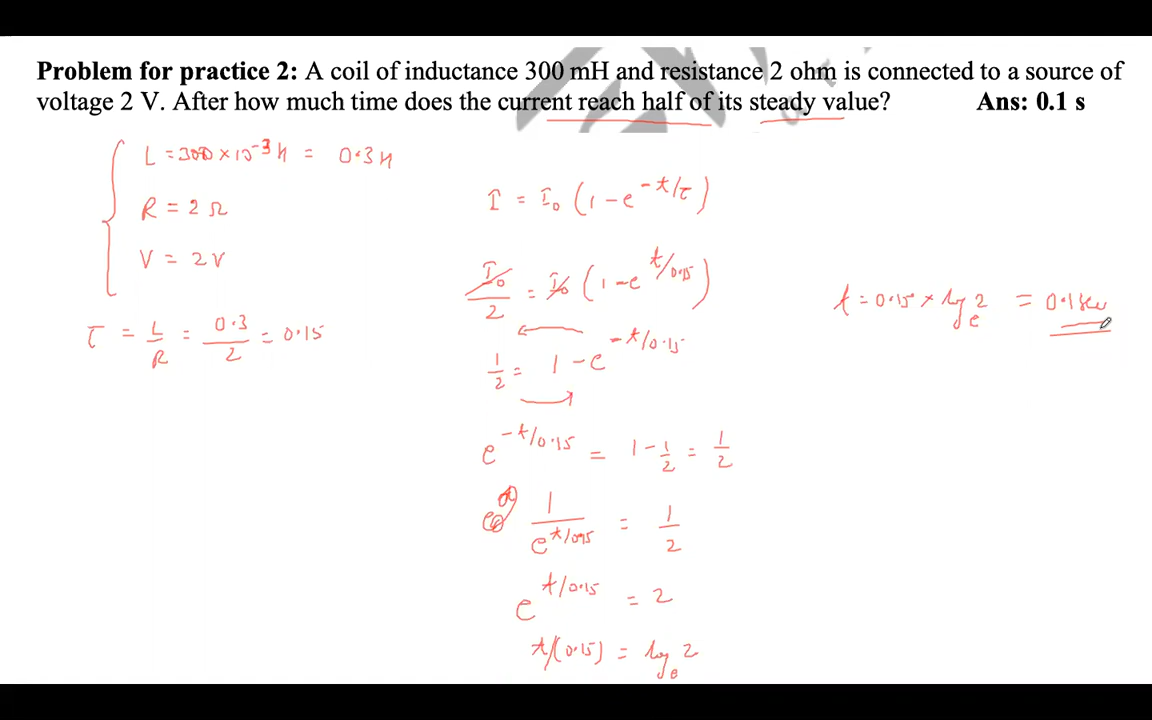 Problem for practice 2: A coil of inductance 300 mH and resistance 2 ohm is connected to a source of
voltage 2 V. After how much time does the current reach half of its steady value? Ans: 0.1 s
L = 300 × 10⁻³ H = 0.3 H
R = 2 Ω
V = 2 V
τ = L/R = 0.3/2 = 0.15
I = I₀ (1 - e^(-t/τ))
I₀/2 = I₀ (1 - e^(t/0.15))
1/2 = 1 - e^(-t/0.15)
e^(-t/0.15) = 1 - 1/2 = 1/2
1/e^(t/0.15) = 1/2
e^(t/0.15) = 2
t/(0.15) = logₑ 2
t = 0.15 × logₑ 2 = 0.1 sec